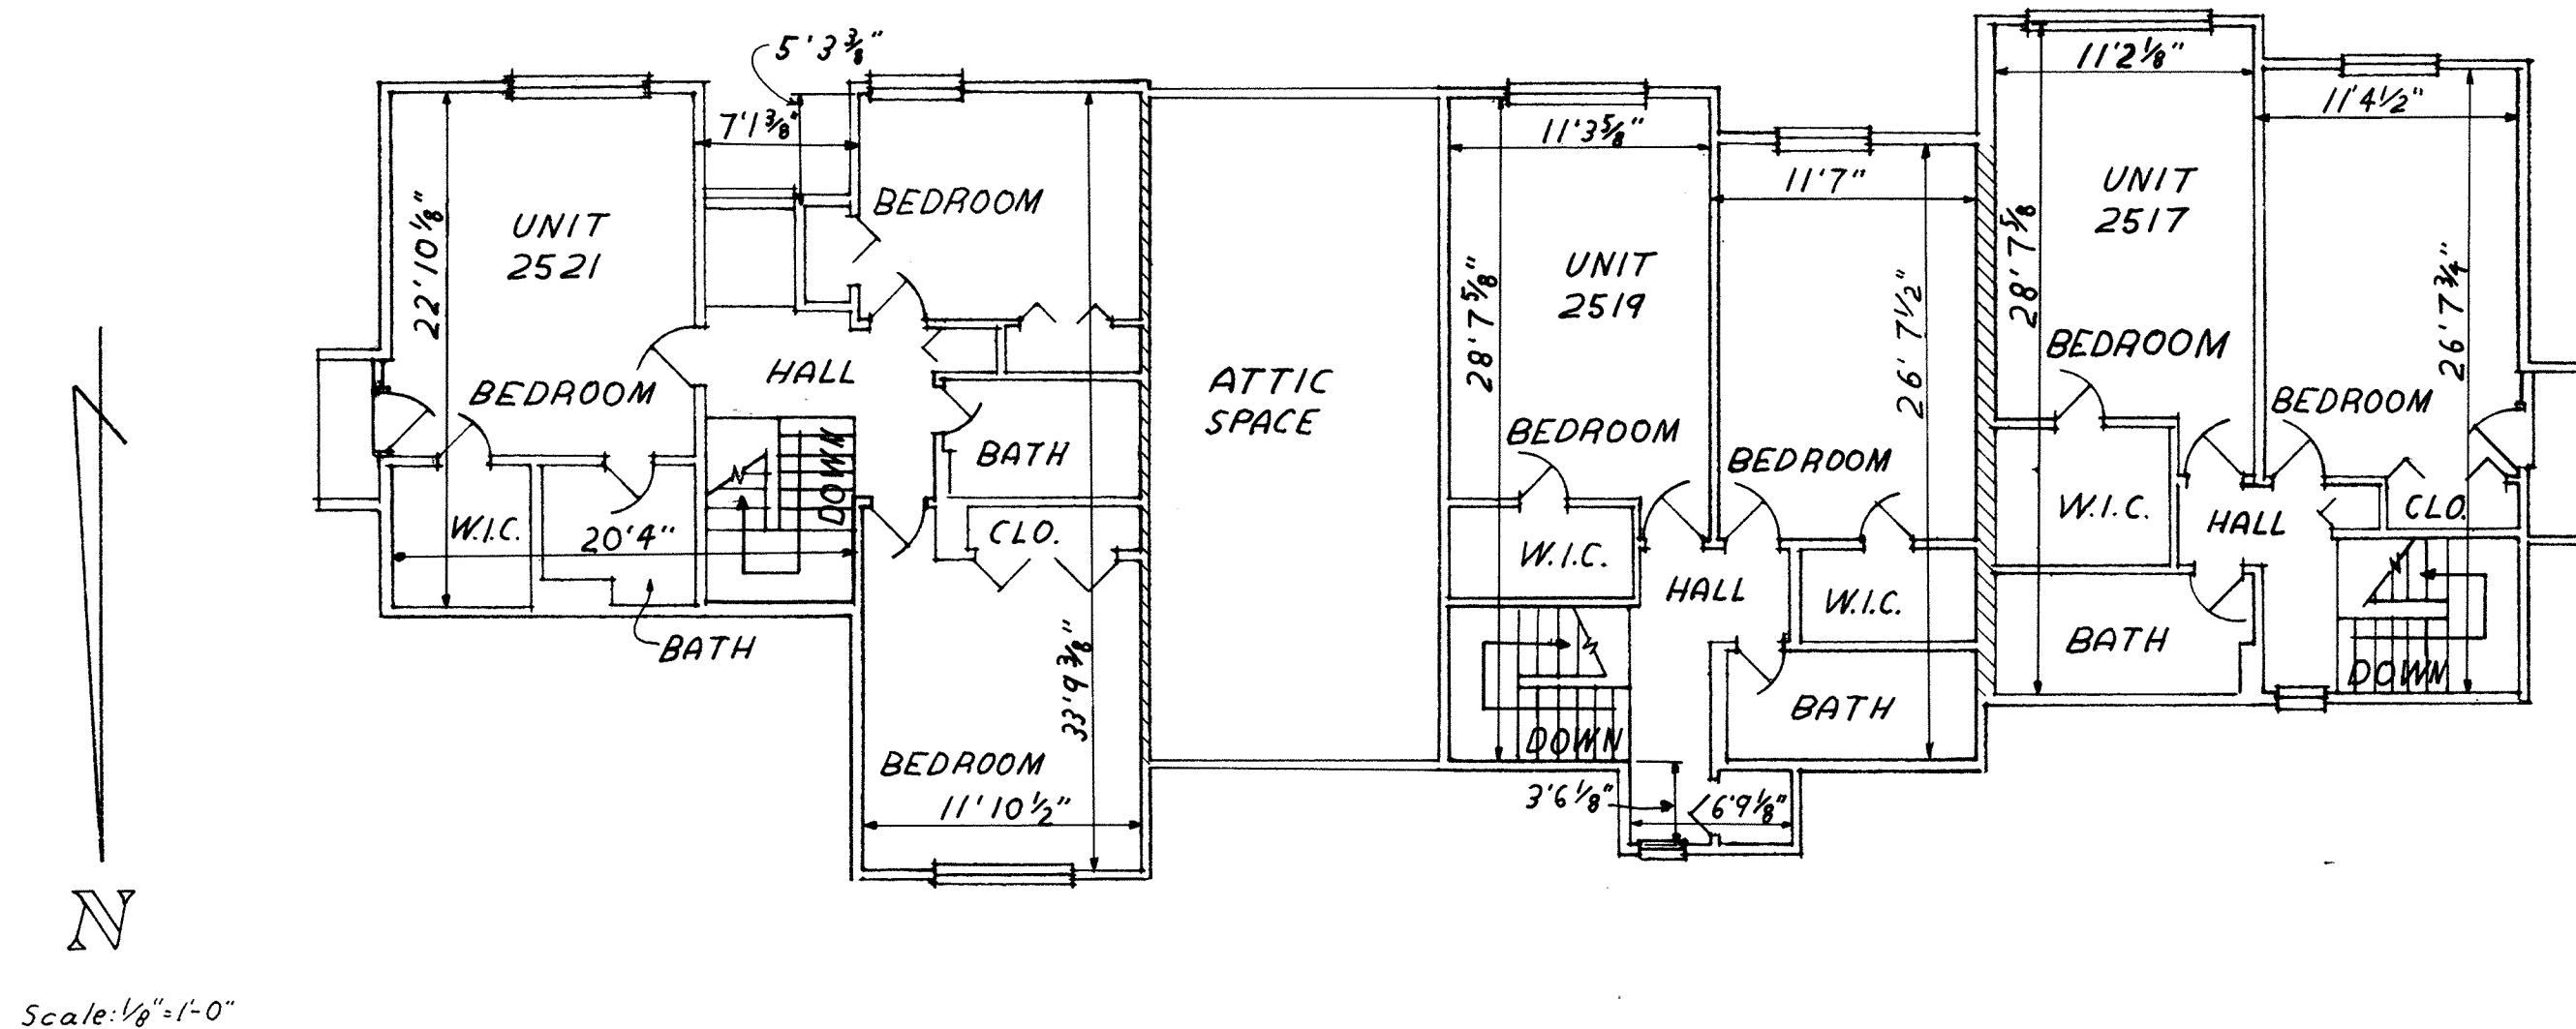 5'3 3/8"
7'1 3/8"
BEDROOM
UNIT
2521
22'10 1/8"
BEDROOM
HALL
DOWN
BATH
W.I.C.
20'4"
CLO.
BATH
33'9 3/8"
BEDROOM
11'10 1/2"
ATTIC
SPACE
11'3 5/8"
UNIT
2519
28'7 5/8"
BEDROOM
W.I.C.
11'7"
26'7 1/2"
BEDROOM
HALL
W.I.C.
BATH
DOWN
3'6 1/8"
6'9 1/8"
11'2 1/8"
UNIT
2517
28'7 5/8
BEDROOM
W.I.C.
11'4 1/2"
26'7 3/4"
BEDROOM
HALL
CLO.
BATH
DOWN
N
Scale: 1/8"=1'-0"